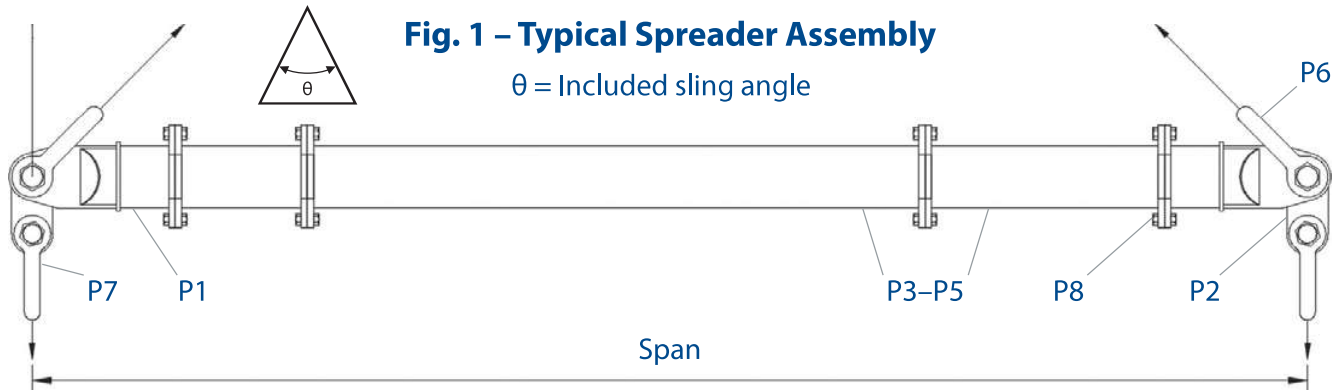 Fig. 1 – Typical Spreader Assembly
θ = Included sling angle
θ
P6
P7
P1
P3–P5
P8
P2
Span